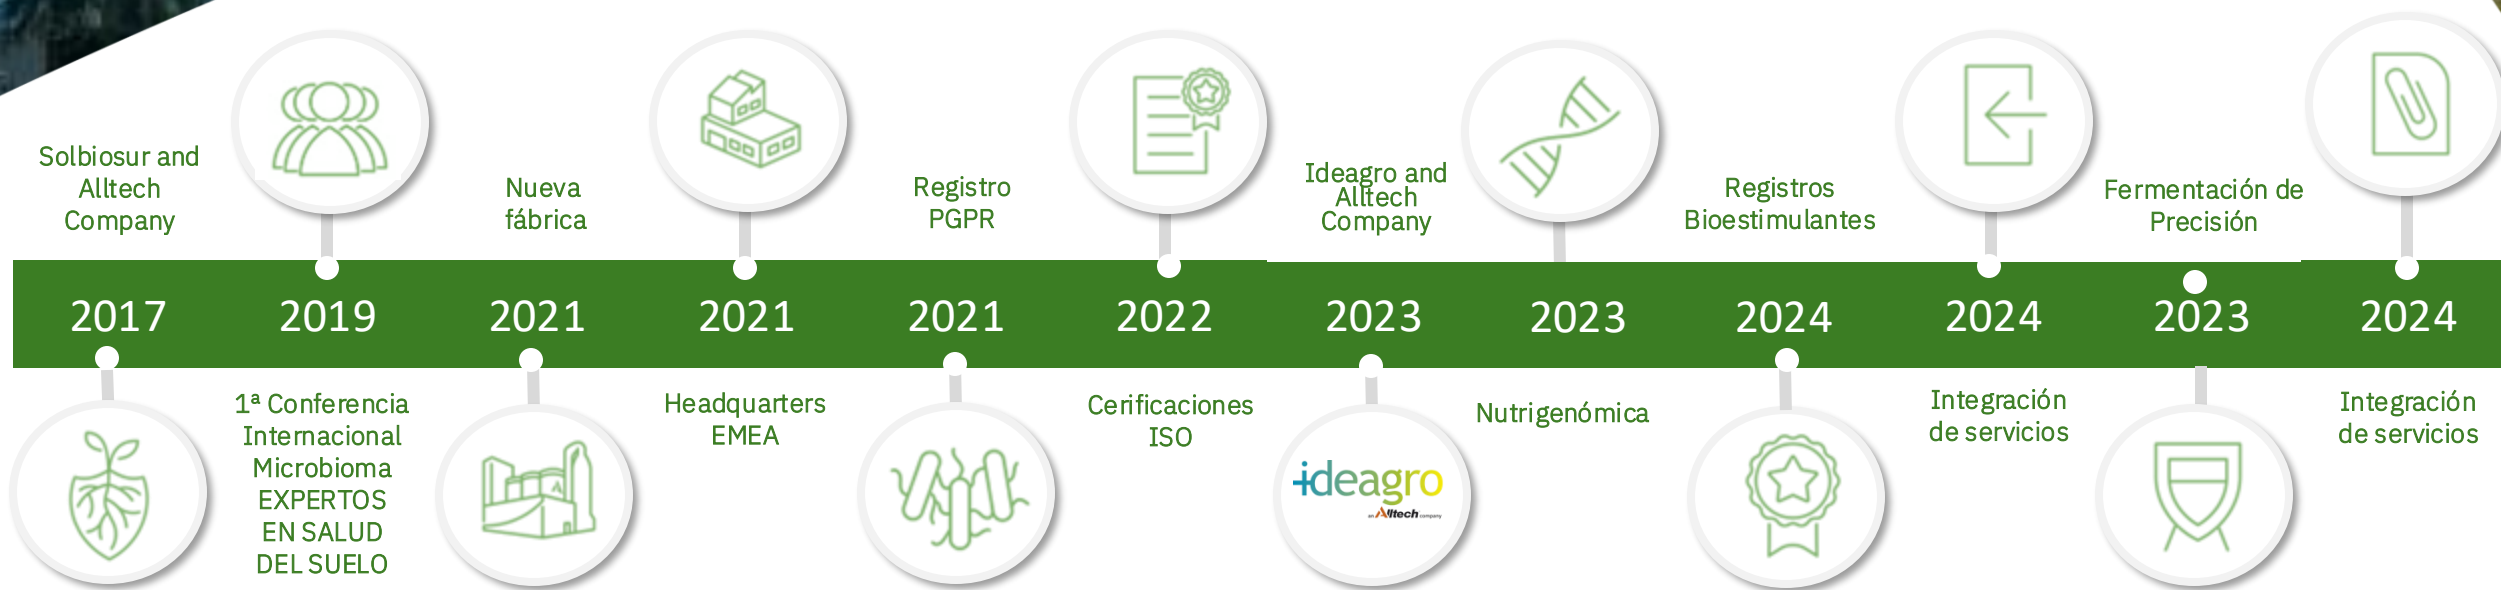 Solbiosur and
Alltech
Company
2017
2019
1ª Conferencia
Internacional
Microbioma
EXPERTOS
EN SALUD
DEL SUELO
Nueva
fábrica
2021
2021
Headquarters
EMEA
Registro
PGPR
2021
2022
Cerificaciones
ISO
Ideagro and
Alltech
Company
2023
ideagro
an Alltech company
2023
Nutrigenómica
Registros
Bioestimulantes
2024
2024
Integración
de servicios
Fermentación de
Precisión
2023
2024
Integración
de servicios